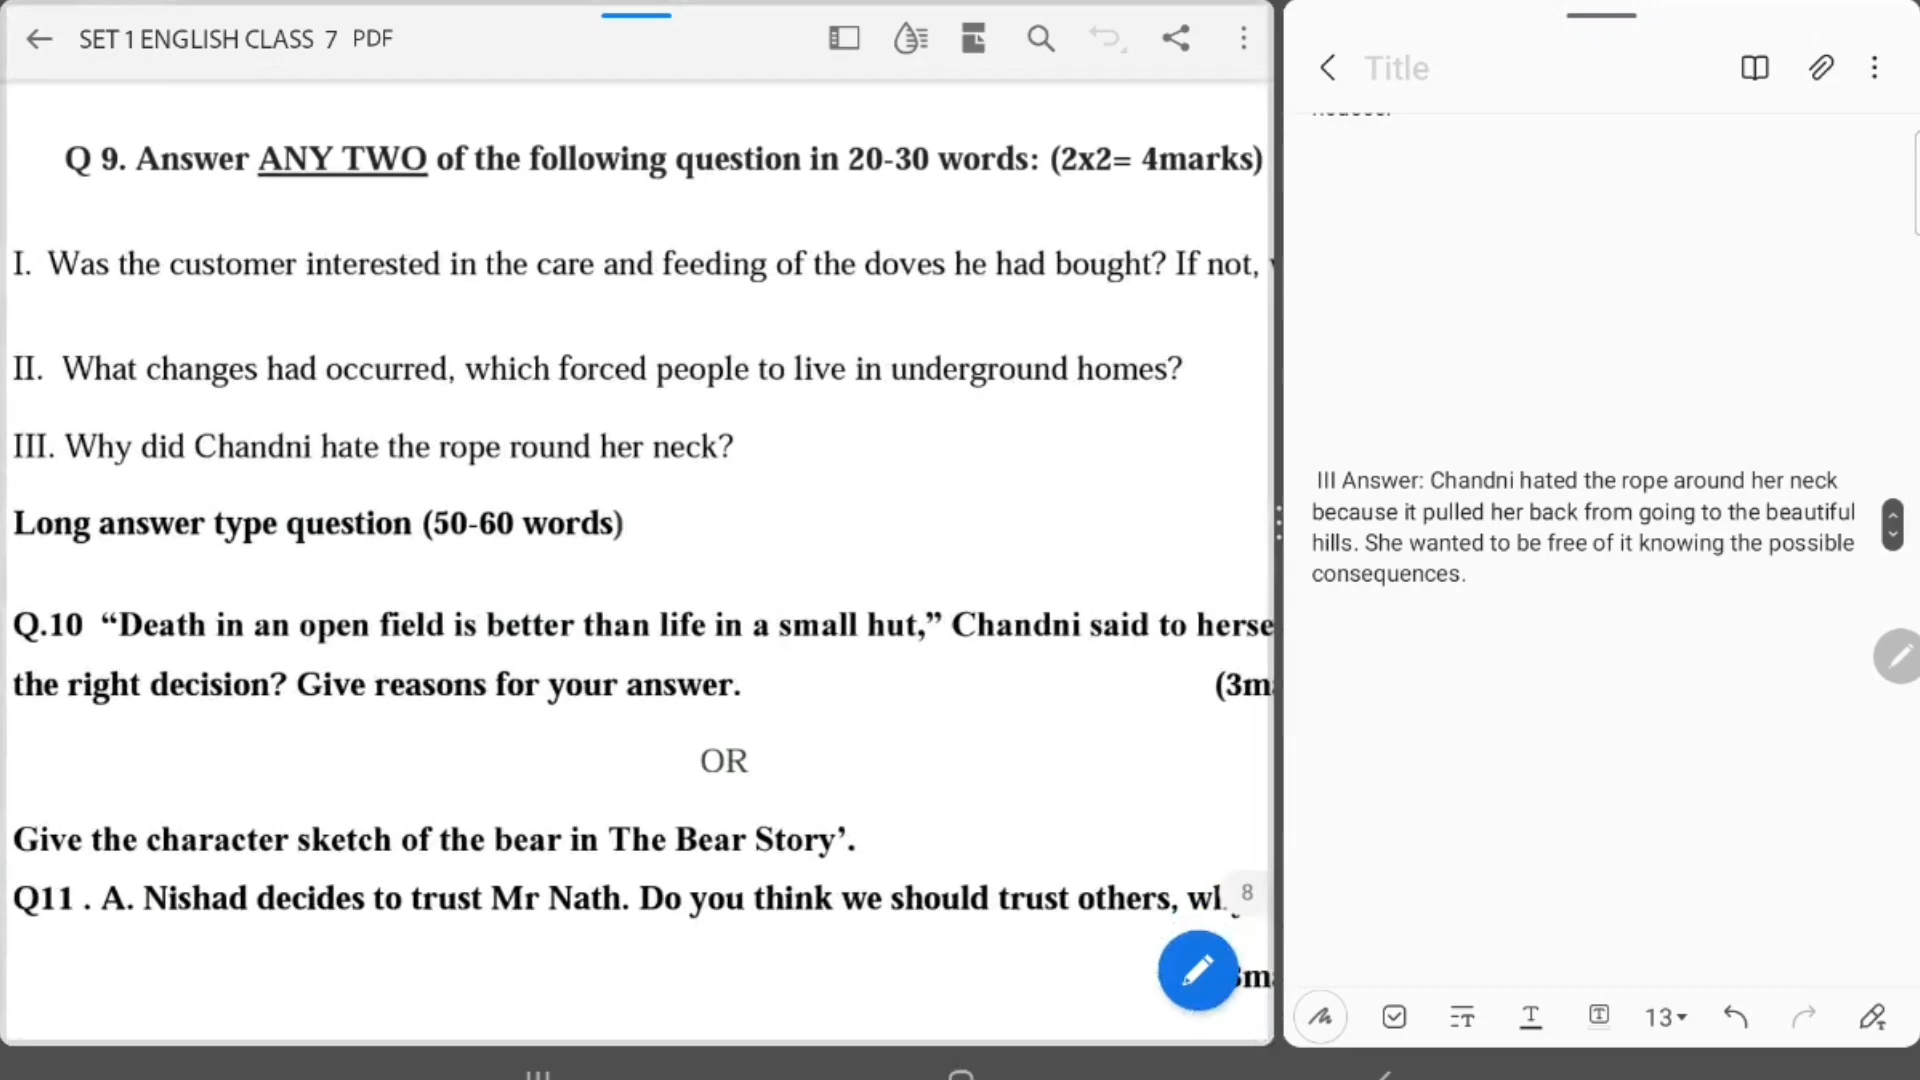 SET 1 ENGLISH CLASS 7 PDF
Q 9. Answer ANY TWO of the following question in 20-30 words: (2x2= 4marks)
I. Was the customer interested in the care and feeding of the doves he had bought? If not,
II. What changes had occurred, which forced people to live in underground homes?
III. Why did Chandni hate the rope round her neck?
Long answer type question (50-60 words)
Q.10 “Death in an open field is better than life in a small hut,” Chandni said to herse
the right decision? Give reasons for your answer. (3m
OR
Give the character sketch of the bear in The Bear Story’.
Q11 . A. Nishad decides to trust Mr Nath. Do you think we should trust others,
8
Title
III Answer: Chandni hated the rope around her neck
because it pulled her back from going to the beautiful
hills. She wanted to be free of it knowing the possible
consequences.
13